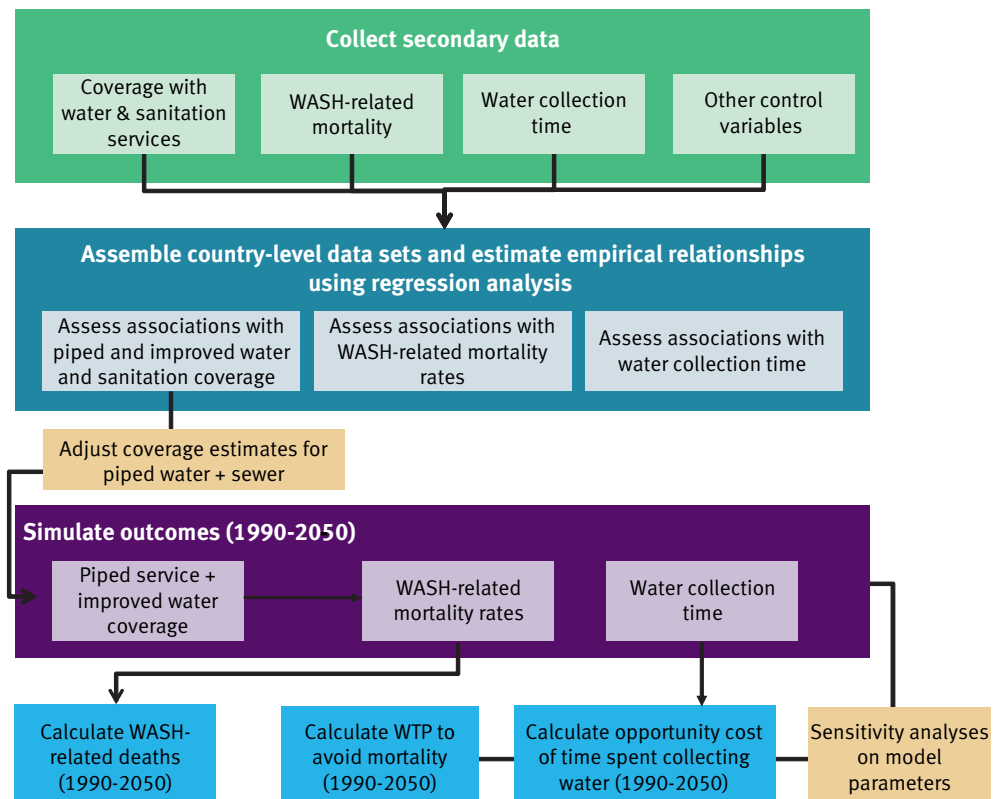 Collect secondary data
Coverage with
water & sanitation
services
WASH-related
mortality
Water collection
time
Other control
variables
Assemble country-level data sets and estimate empirical relationships
using regression analysis
Assess associations with
piped and improved water
and sanitation coverage
Assess associations with
WASH-related mortality
rates
Assess associations with
water collection time
Adjust coverage estimates for
piped water + sewer
Simulate outcomes (1990-2050)
Piped service +
improved water
coverage
WASH-related
mortality rates
Water collection
time
Calculate WASH-
related deaths
(1990-2050)
Calculate WTP to
avoid mortality
(1990-2050)
Calculate opportunity cost
of time spent collecting
water (1990-2050)
Sensitivity analyses
on model
parameters